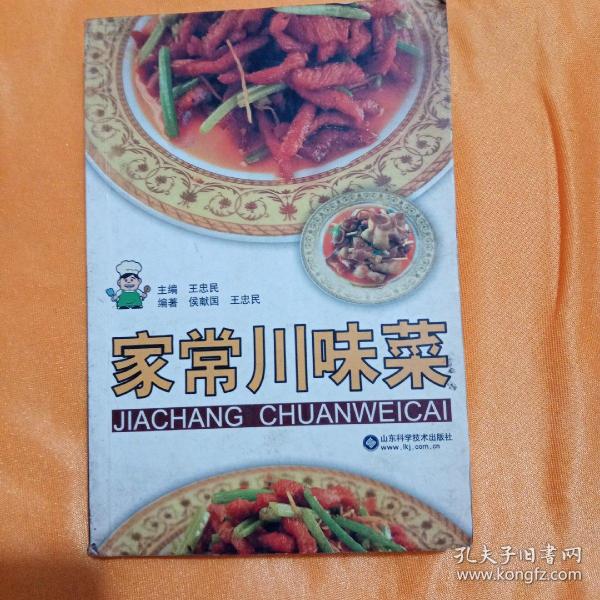 主编 王忠民
编著 侯献国 王忠民
家常川味菜
JIACHANG CHUANWEICAI
山东科学技术出版社
www.lkj.com.cn
孔夫子旧书网
www.kongfz.com